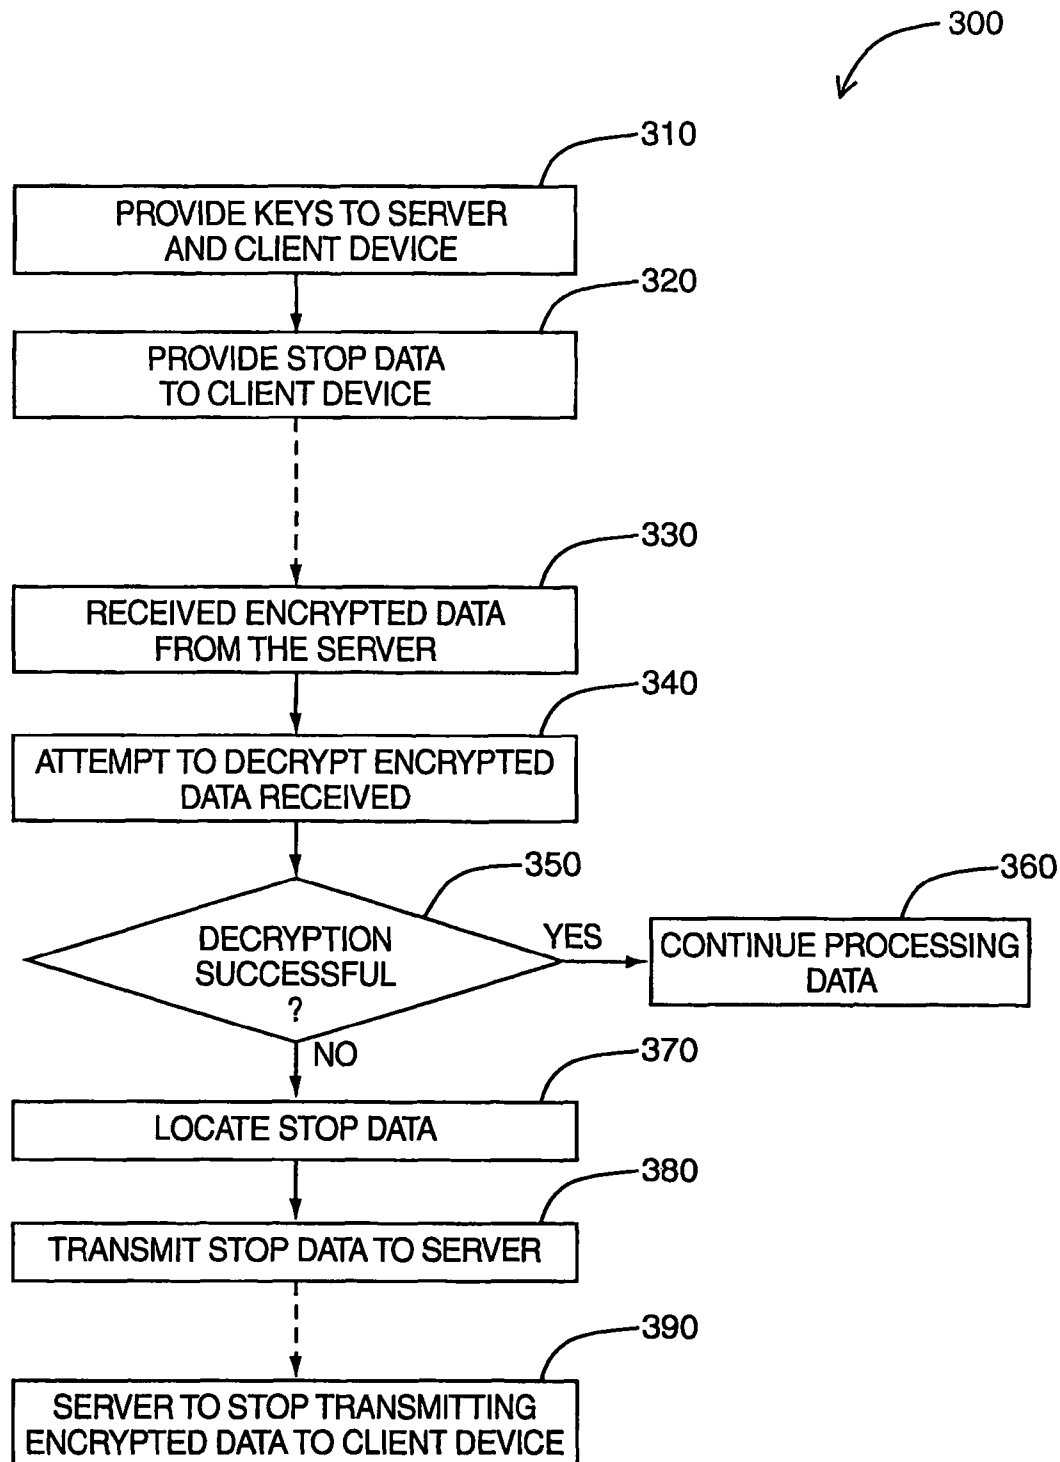 300
310
PROVIDE KEYS TO SERVER
AND CLIENT DEVICE
320
PROVIDE STOP DATA
TO CLIENT DEVICE
330
RECEIVED ENCRYPTED DATA
FROM THE SERVER
340
ATTEMPT TO DECRYPT ENCRYPTED
DATA RECEIVED
350
DECRYPTION
SUCCESSFUL
?
YES
360
CONTINUE PROCESSING
DATA
NO
370
LOCATE STOP DATA
380
TRANSMIT STOP DATA TO SERVER
390
SERVER TO STOP TRANSMITTING
ENCRYPTED DATA TO CLIENT DEVICE